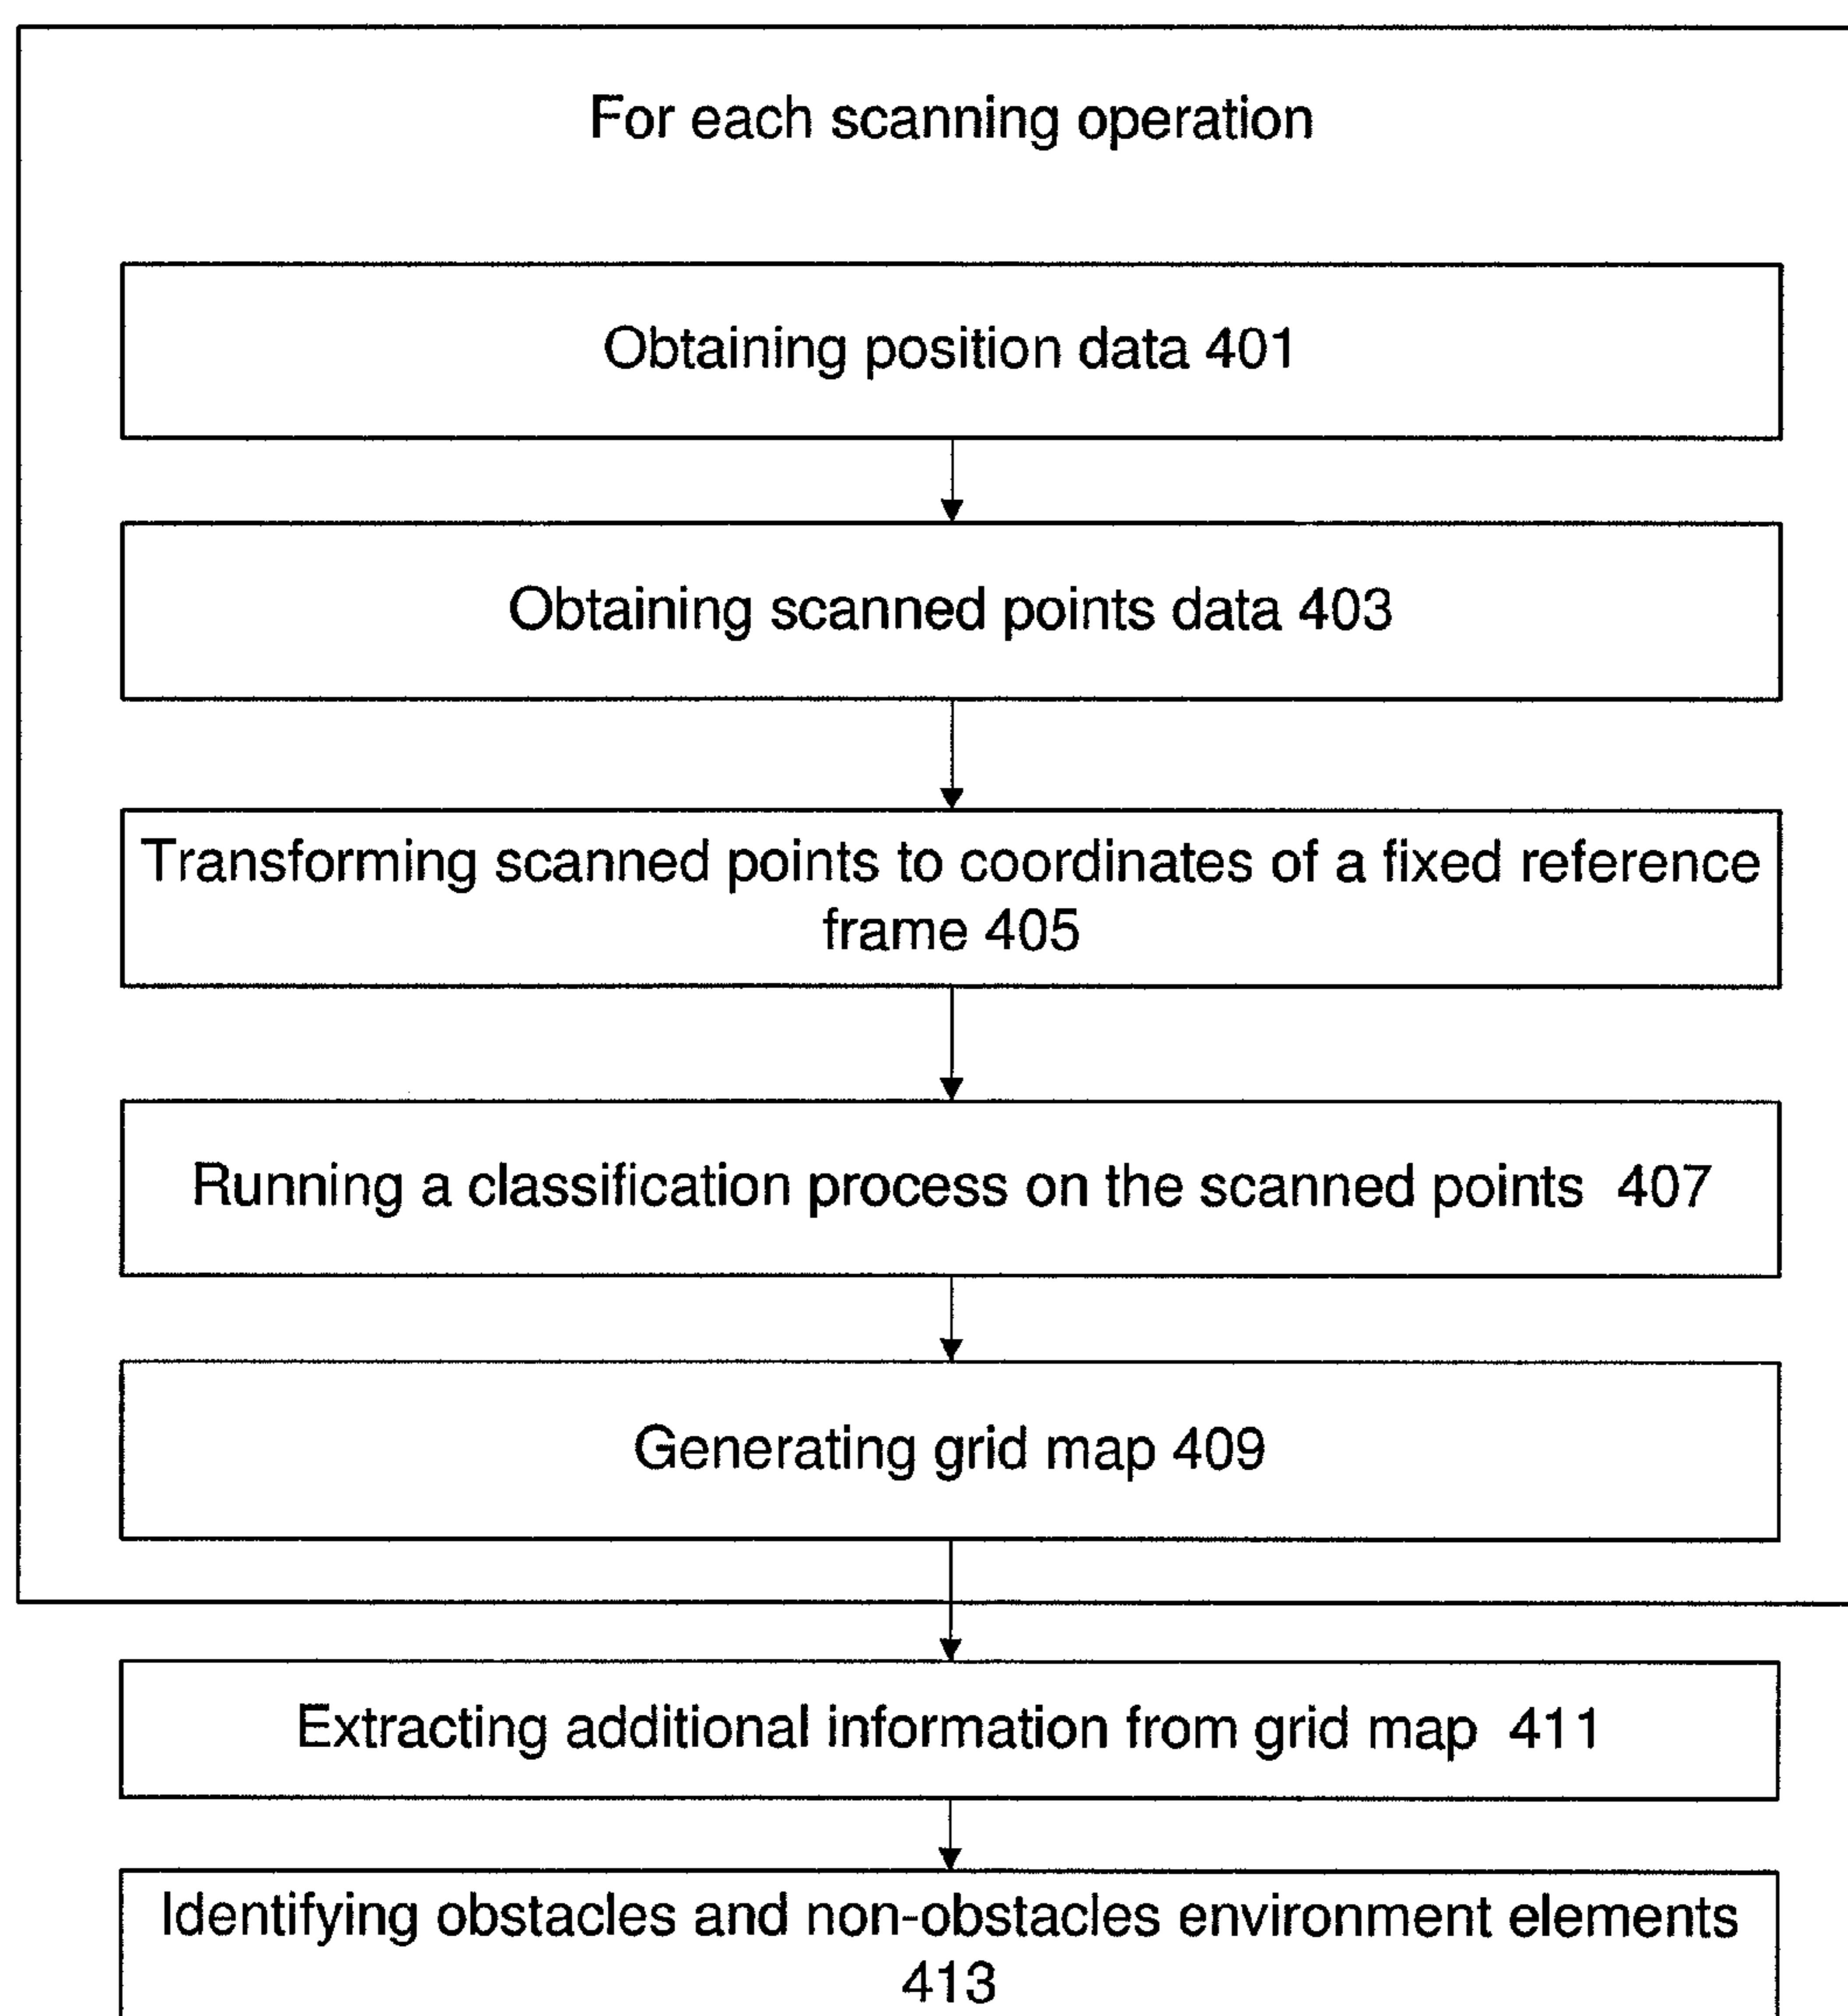 For each scanning operation
Obtaining position data 401
Obtaining scanned points data 403
Transforming scanned points to coordinates of a fixed reference
frame 405
Running a classification process on the scanned points 407
Generating grid map 409
Extracting additional information from grid map 411
Identifying obstacles and non-obstacles environment elements
413